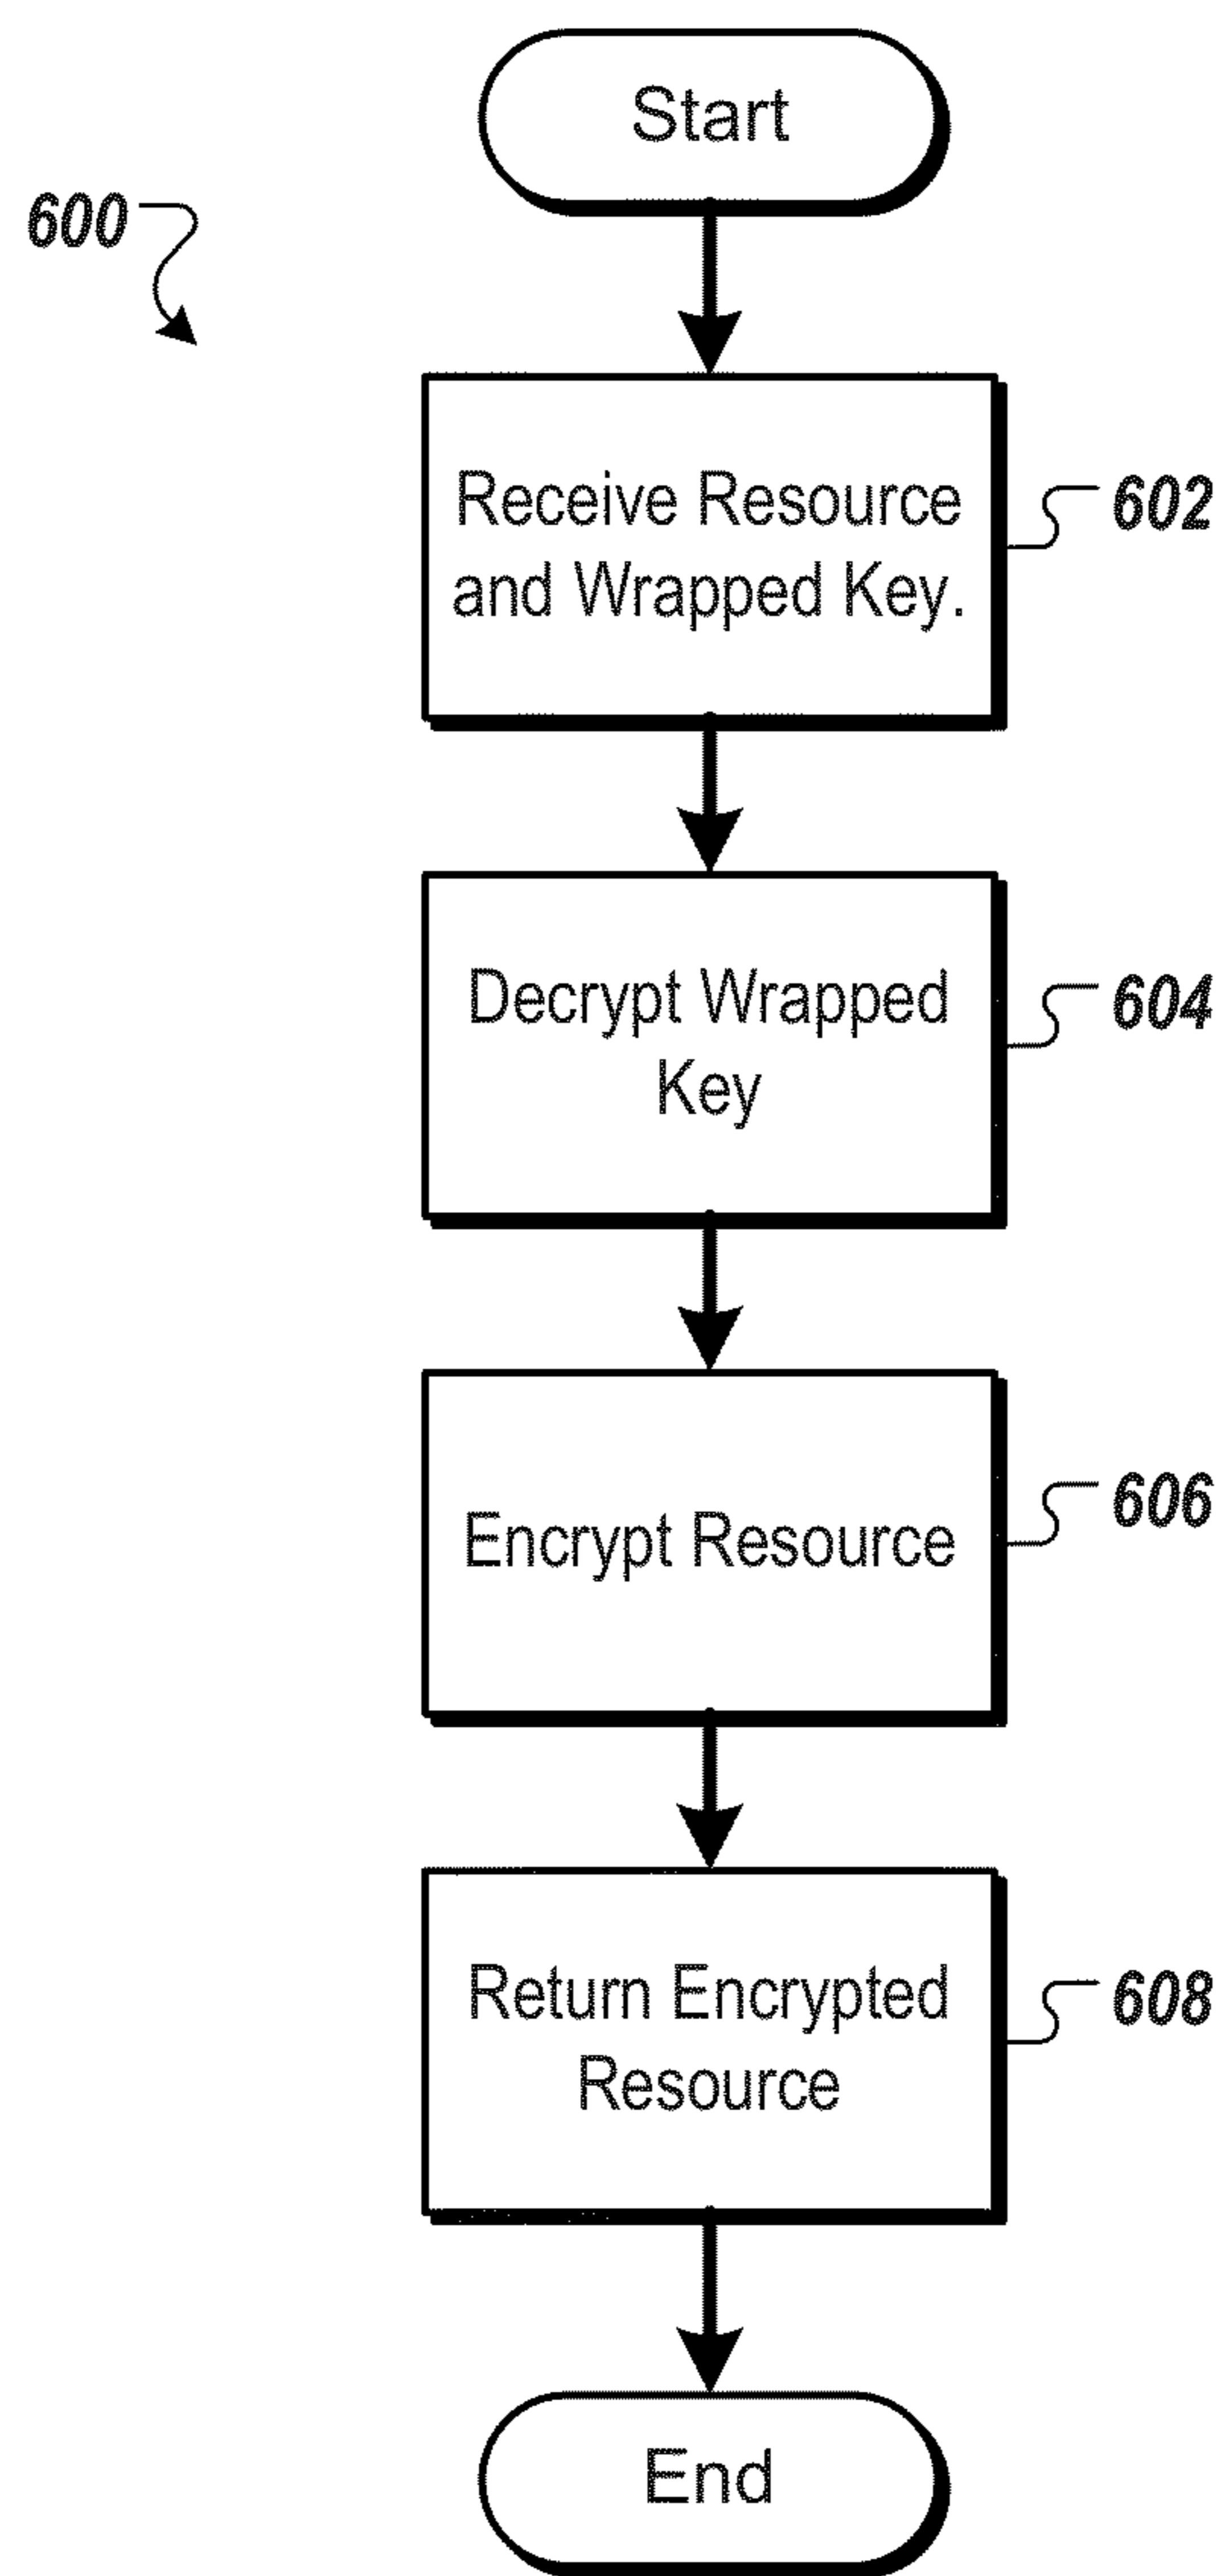 Start
600
Receive Resource
and Wrapped Key.
602
Decrypt Wrapped
Key
604
Encrypt Resource
606
Return Encrypted
Resource
608
End